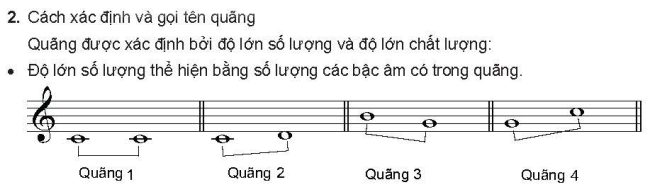 2. Cách xác định và gọi tên quãng
Quãng được xác định bởi độ lớn số lượng và độ lớn chất lượng:
• Độ lớn số lượng thể hiện bằng số lượng các bậc âm có trong quãng.
Quãng 1 Quãng 2 Quãng 3 Quãng 4